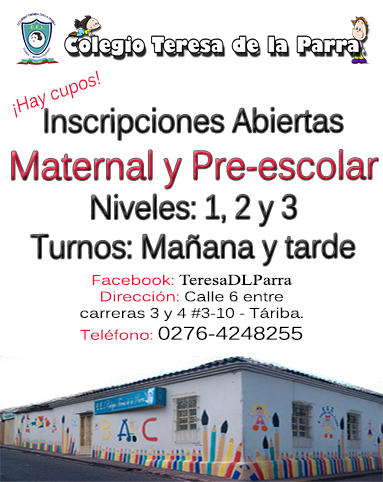 Colegio Teresa de la Parra
¡Hay cupos!
Inscripciones Abiertas
Maternal y Pre-escolar
Niveles: 1, 2 y 3
Turnos: Mañana y tarde
Facebook: TeresaDLParra
Dirección: Calle 6 entre
carreras 3 y 4 #3-10 - Táriba.
Teléfono: 0276-4248255
A
B A C